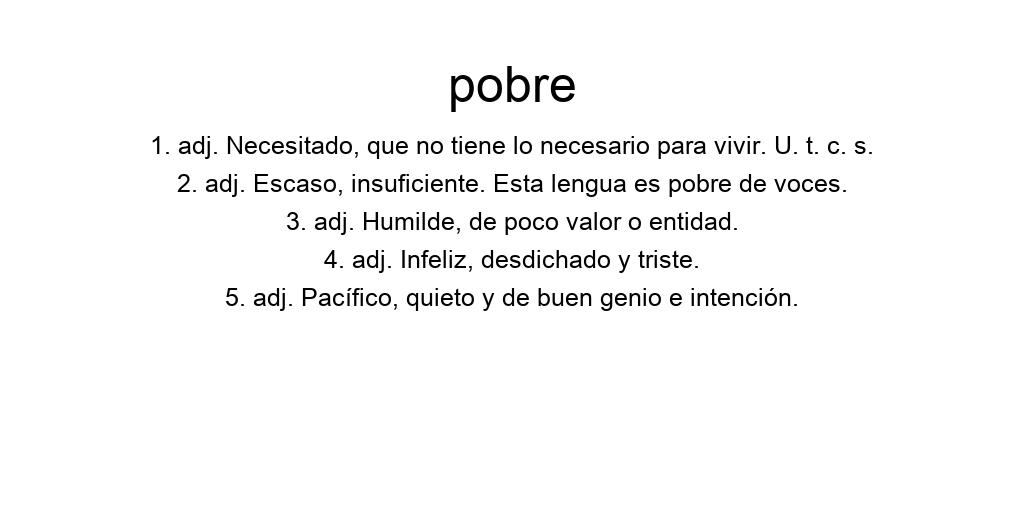 pobre
1. adj. Necesitado, que no tiene lo necesario para vivir. U. t. c. s.
2. adj. Escaso, insuficiente. Esta lengua es pobre de voces.
3. adj. Humilde, de poco valor o entidad.
4. adj. Infeliz, desdichado y triste.
5. adj. Pacífico, quieto y de buen genio e intención.